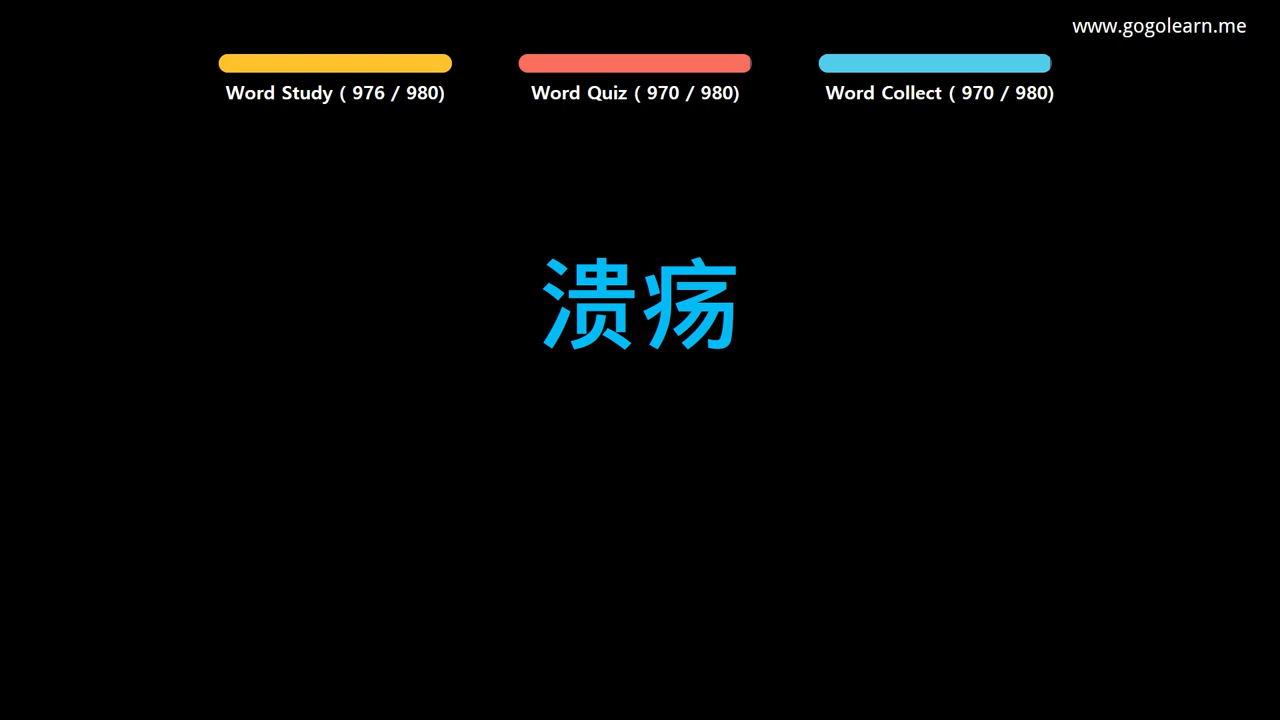 www.gogolearn.me
Word Study ( 976 / 980)
Word Quiz ( 970 / 980)
Word Collect ( 970 / 980)
溃疡